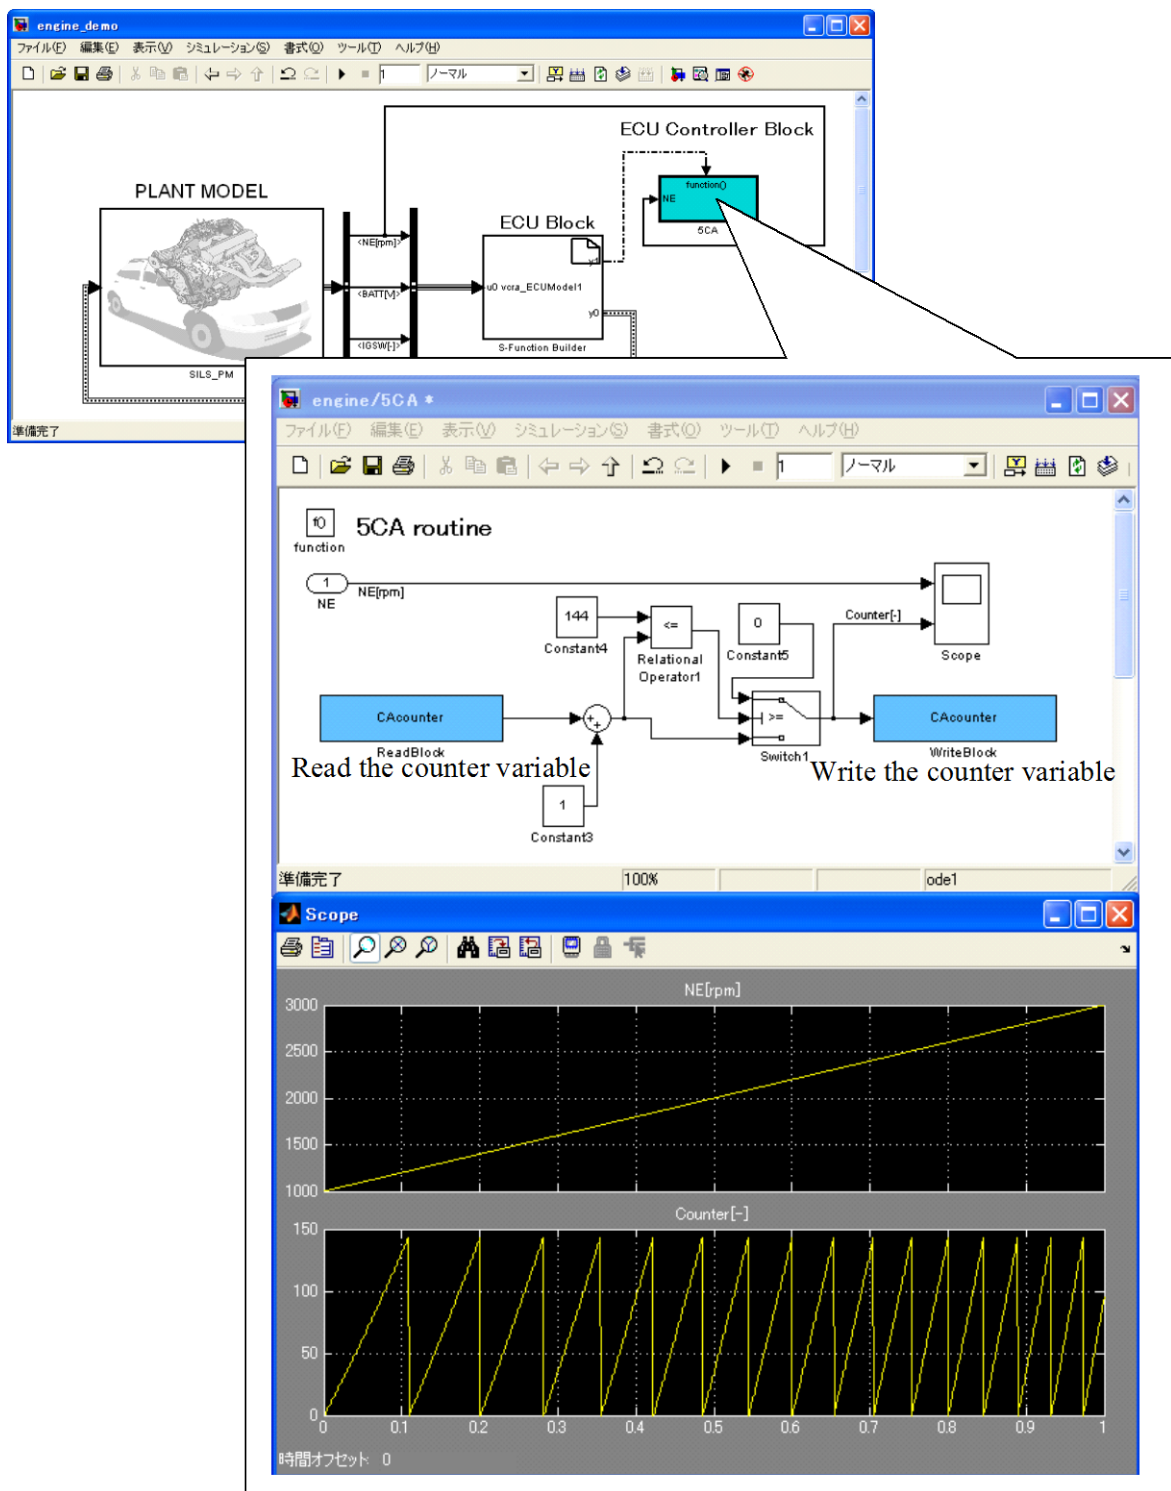 engine_demo
ファイル(F) 編集(E) 表示(V) シミュレーション(S) 書式(O) ツール(T) ヘルプ(H)
1 ノーマル
ECU Controller Block
function()
NE
5CA
PLANT MODEL
ECU Block
<NE[rpm]>
y1
<BATT[V]>
u0 vcra_ECUModel1
y0
<IGSW[-]>
S-Function Builder
SILS_PM
準備完了
engine/5CA *
ファイル(F) 編集(E) 表示(V) シミュレーション(S) 書式(O) ツール(T) ヘルプ(H)
1 ノーマル
f()
5CA routine
function
1
NE[rpm]
NE
144
<=
0
Counter[-]
Constant4
Relational
Operator1
Constant5
Scope
CAcounter
+
+
>=
CAcounter
ReadBlock
Switch1
WriteBlock
Read the counter variable
Write the counter variable
1
Constant3
準備完了 100% ode1
Scope
NE[rpm]
3000
2500
2000
1500
1000
Counter[-]
150
100
50
0
0 0.1 0.2 0.3 0.4 0.5 0.6 0.7 0.8 0.9 1
時間オフセット: 0